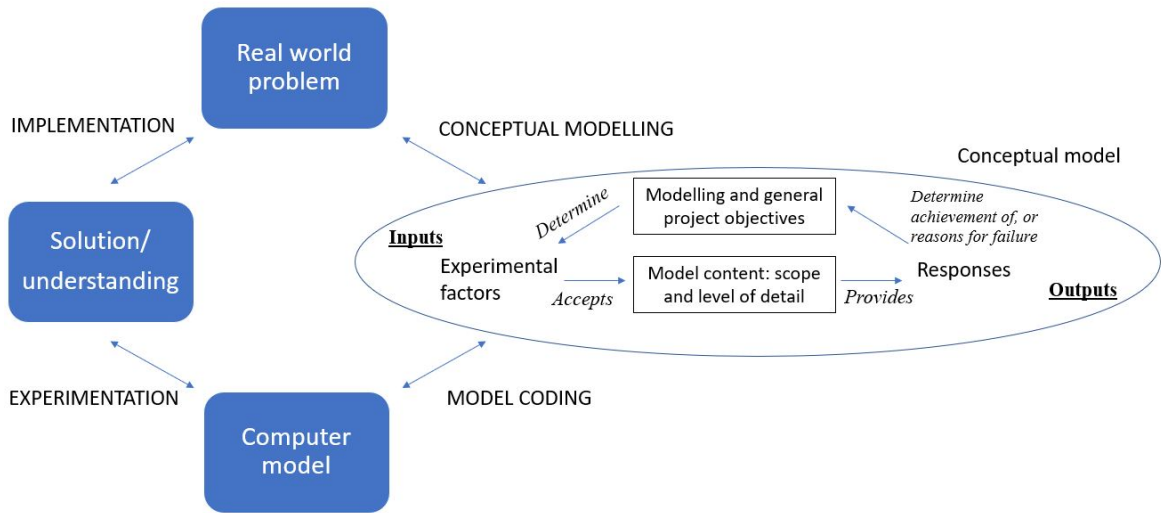 Real world
problem
IMPLEMENTATION
CONCEPTUAL MODELLING
Conceptual model
Solution/
understanding
Inputs
Determine
Modelling and general
project objectives
Determine
achievement of, or
reasons for failure
Experimental
factors
Accepts
Model content: scope
and level of detail
Provides
Responses
Outputs
EXPERIMENTATION
MODEL CODING
Computer
model